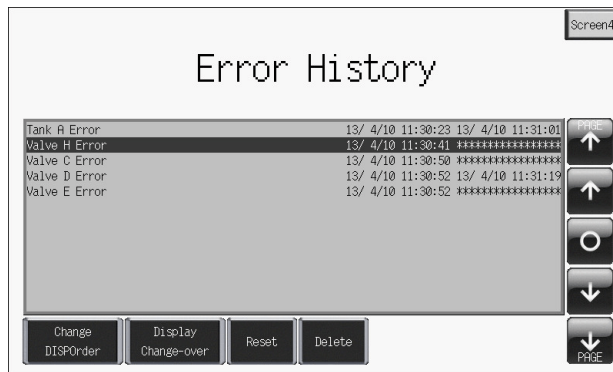 Screen4
Error History
Tank A Error 13/ 4/10 11:30:23 13/ 4/10 11:31:01
Valve H Error 13/ 4/10 11:30:41 *****************
Valve C Error 13/ 4/10 11:30:50 *****************
Valve D Error 13/ 4/10 11:30:52 13/ 4/10 11:31:19
Valve E Error 13/ 4/10 11:30:52 *****************
PAGE
Change
DISPOrder
Display
Change-over
Reset
Delete
PAGE